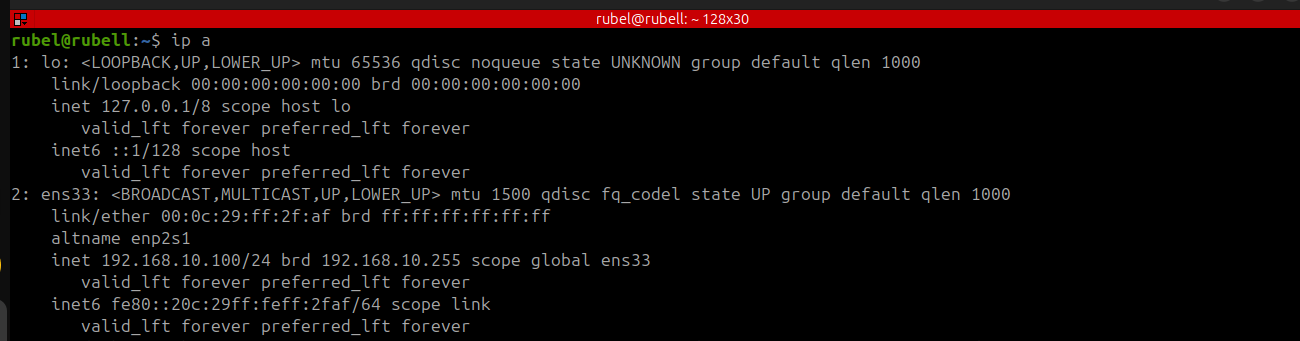 rubel@rubell: ~ 128x30
rubel@rubell:~$ ip a
1: lo: <LOOPBACK,UP,LOWER_UP> mtu 65536 qdisc noqueue state UNKNOWN group default qlen 1000
    link/loopback 00:00:00:00:00:00 brd 00:00:00:00:00:00
    inet 127.0.0.1/8 scope host lo
       valid_lft forever preferred_lft forever
    inet6 ::1/128 scope host
       valid_lft forever preferred_lft forever
2: ens33: <BROADCAST,MULTICAST,UP,LOWER_UP> mtu 1500 qdisc fq_codel state UP group default qlen 1000
    link/ether 00:0c:29:ff:2f:af brd ff:ff:ff:ff:ff:ff
    altname enp2s1
    inet 192.168.10.100/24 brd 192.168.10.255 scope global ens33
       valid_lft forever preferred_lft forever
    inet6 fe80::20c:29ff:feff:2faf/64 scope link
       valid_lft forever preferred_lft forever